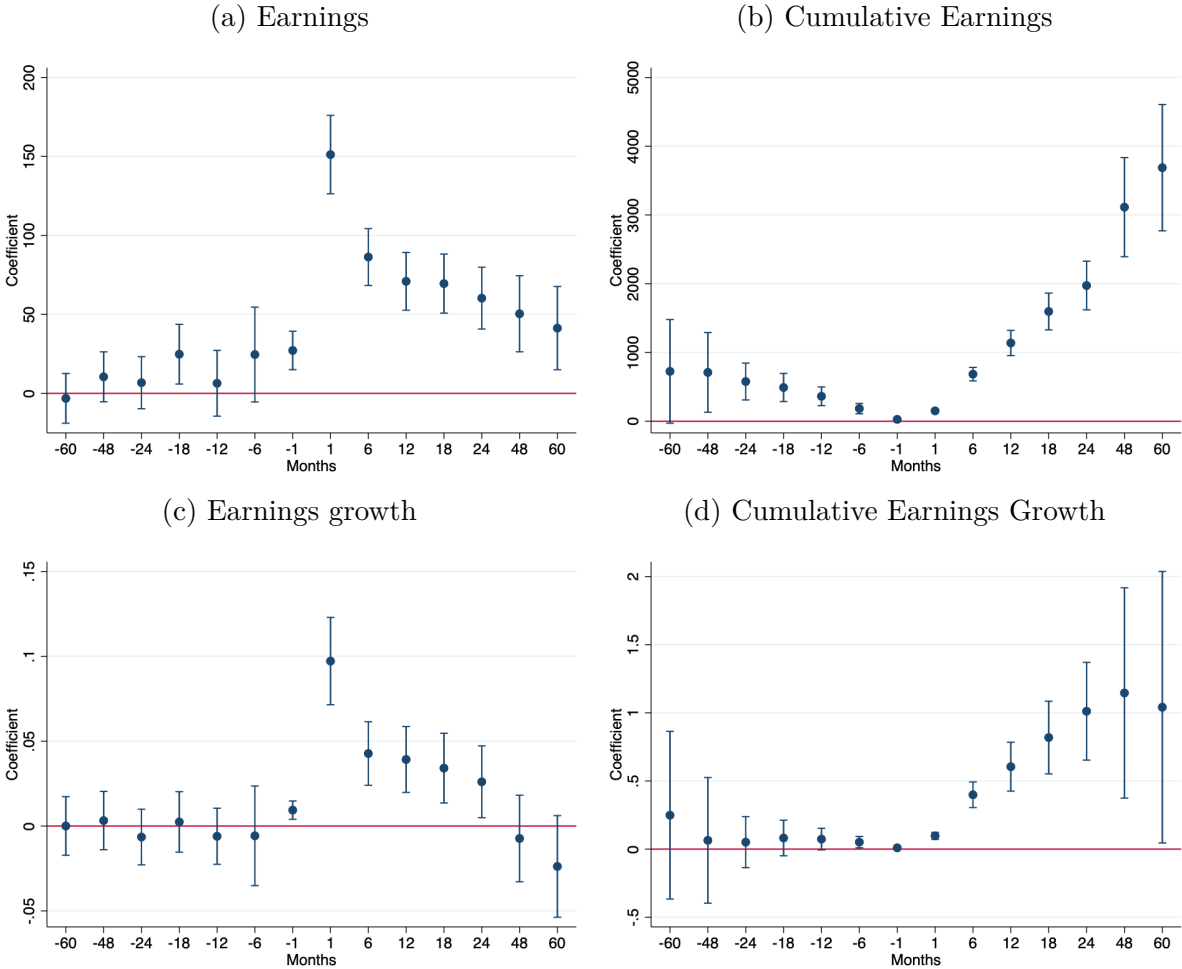 (a) Earnings
(b) Cumulative Earnings
Coefficient
200
150
100
50
0
-60 -48 -24 -18 -12 -6 -1 1 6 12 18 24 48 60
Months
Coefficient
5000
4000
3000
2000
1000
0
-60 -48 -24 -18 -12 -6 -1 1 6 12 18 24 48 60
Months
(c) Earnings growth
(d) Cumulative Earnings Growth
Coefficient
.15
.1
.05
0
-.05
-60 -48 -24 -18 -12 -6 -1 1 6 12 18 24 48 60
Months
Coefficient
2
1.5
1
.5
0
-.5
-60 -48 -24 -18 -12 -6 -1 1 6 12 18 24 48 60
Months